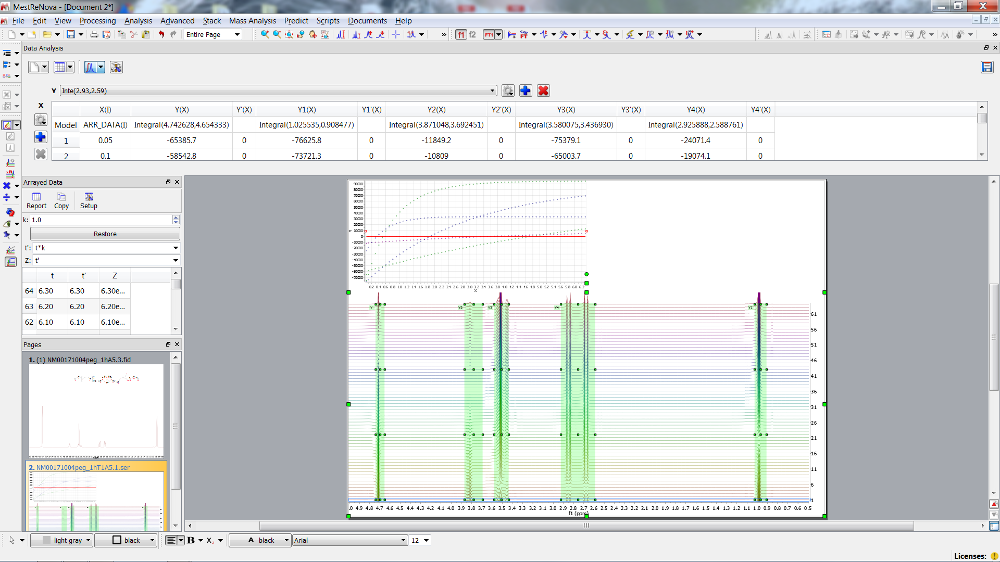 MestReNova - [Document 2*]
File Edit View Processing Analysis Advanced Stack Mass Analysis Predict Scripts Documents Help
Entire Page » f1 f2 FT1 »
Data Analysis
Y Inte(2.93,2.59)
X
X(I) Y(X) Y'(X) Y1(X) Y1'(X) Y2(X) Y2'(X) Y3(X) Y3'(X) Y4(X) Y4'(X)
Model ARR_DATA(I) Integral(4.742628,4.654333) Integral(1.025535,0.908477) Integral(3.871048,3.692451) Integral(3.580075,3.436930) Integral(2.925888,2.588761)
1 0.05 -65385.7 0 -76625.8 0 -11849.2 0 -75379.1 0 -24071.4 0
2 0.1 -58542.8 0 -73721.3 0 -10809 0 -65003.7 0 -19074.1 0
Arrayed Data
Report Copy Setup
k: 1.0
Restore
t': t*k
Z: t'
t t' Z
64 6.30 6.30 6.30e...
63 6.20 6.20 6.20e...
62 6.10 6.10 6.10e...
Pages
1. (1) NM00171004peg_1hA5.3.fid
2. NM00171004peg_1hT1A5.1.ser
90000
80000
70000
60000
50000
40000
30000
20000
10000
0
-10000
-20000
-30000
-40000
-50000
-60000
-70000
Y
0.2 0.4 0.6 0.8 1.0 1.2 1.4 1.6 1.8 2.0 2.2 2.4 2.6 2.8 3.0 3.2 3.4 3.6 3.8 4.0 4.2 4.4 4.6 4.8 5.0 5.2 5.4 5.6 5.8 6.0 6.2
X
Y Y2 Y3 Y4 Y1
61
56
51
46
41
36
31
26
21
16
11
6
1
.0 4.9 4.8 4.7 4.6 4.5 4.4 4.3 4.2 4.1 4.0 3.9 3.8 3.7 3.6 3.5 3.4 3.3 3.2 3.1 3.0 2.9 2.8 2.7 2.6 2.5 2.4 2.3 2.2 2.1 2.0 1.9 1.8 1.7 1.6 1.5 1.4 1.3 1.2 1.1 1.0 0.9 0.8 0.7 0.6 0.5
f1 (ppm)
light gray black B X₂ A black Arial 12
Licenses: